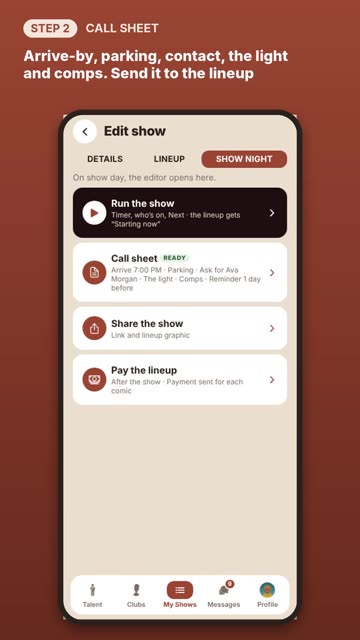 STEP 2 CALL SHEET
Arrive-by, parking, contact, the light
and comps. Send it to the lineup
Edit show
DETAILS LINEUP SHOW NIGHT
On show day, the editor opens here.
Run the show
Timer, who's on, Next · the lineup gets
"Starting now"
Call sheet READY
Arrive 7:00 PM · Parking · Ask for Ava
Morgan · The light · Comps · Reminder 1 day
before
Share the show
Link and lineup graphic
Pay the lineup
After the show · Payment sent for each
comic
9
Talent Clubs My Shows Messages Profile